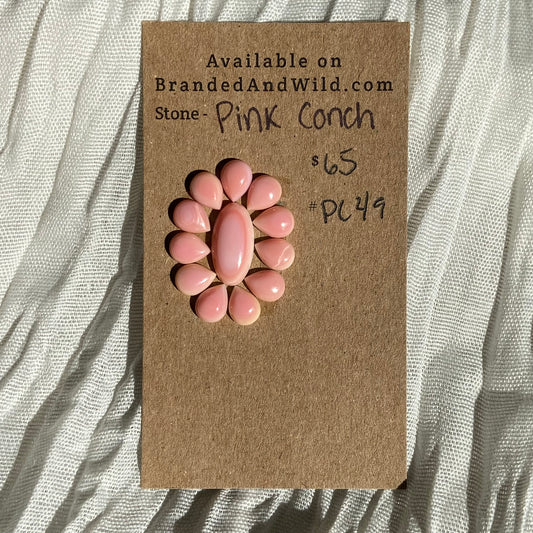 Available on
BrandedAndWild.com
Stone- Pink Conch
$65
#PC49